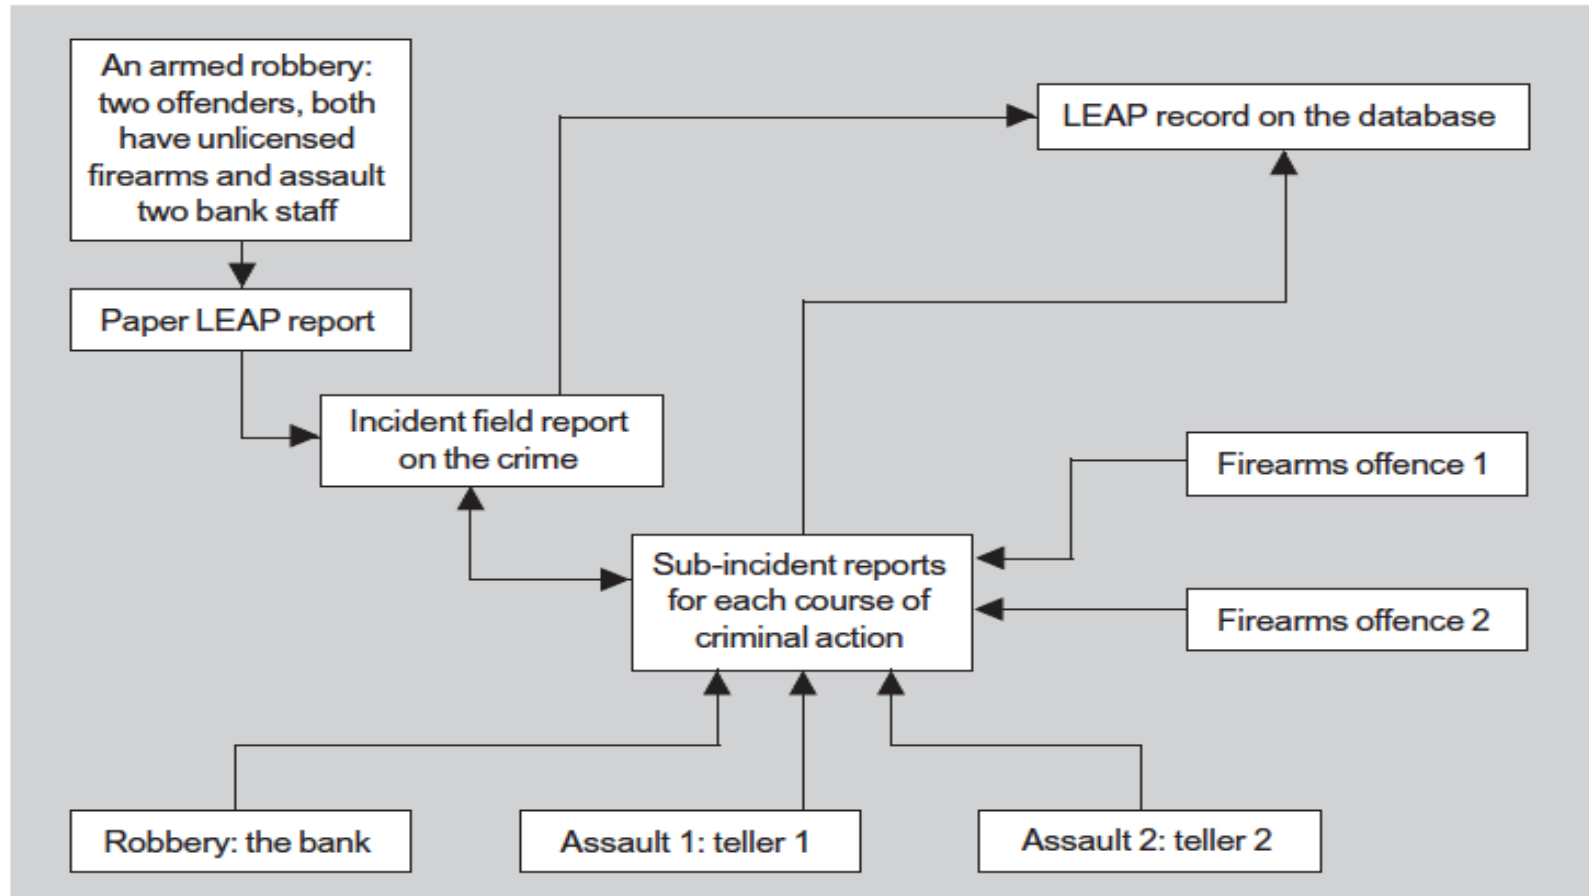 An armed robbery:
two offenders, both
have unlicensed
firearms and assault
two bank staff
LEAP record on the database
Paper LEAP report
Incident field report
on the crime
Firearms offence 1
Sub-incident reports
for each course of
criminal action
Firearms offence 2
Robbery: the bank
Assault 1: teller 1
Assault 2: teller 2